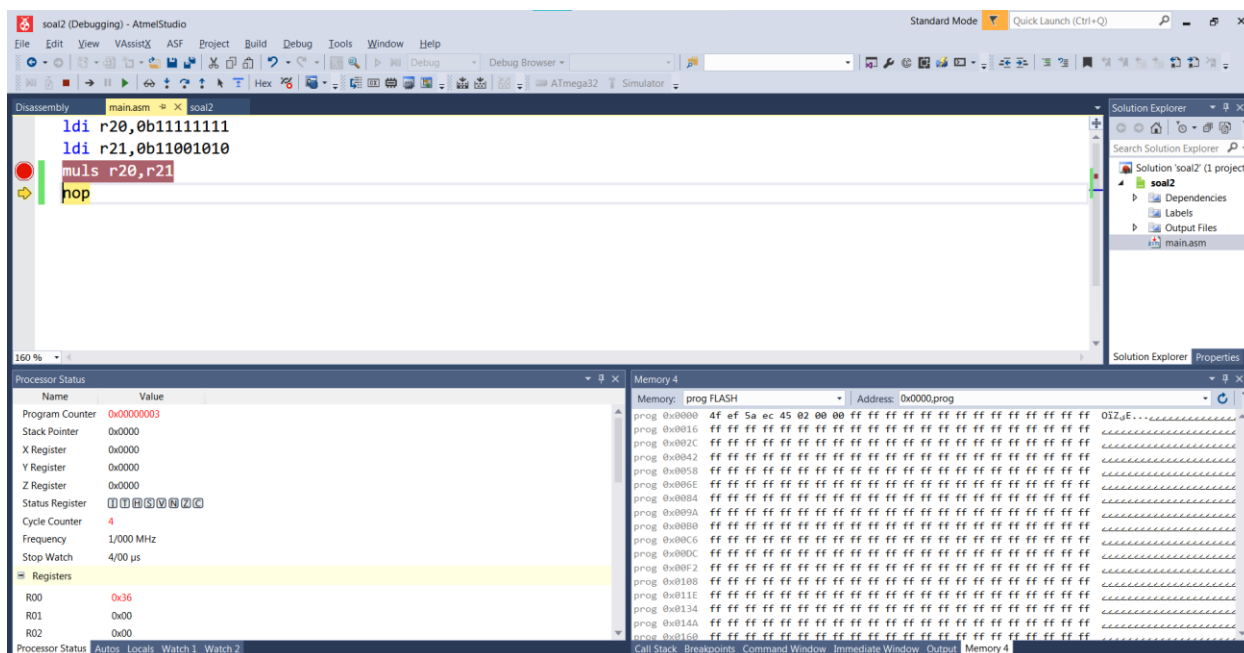 soal2 (Debugging) - AtmelStudio
Standard Mode
Quick Launch (Ctrl+Q)
File Edit View VAssistX ASF Project Build Debug Tools Window Help
Debug
Debug Browser
Hex
ATmega32
Simulator
Disassembly
main.asm
soal2
ldi r20,0b11111111
ldi r21,0b11001010
muls r20,r21
nop
160 %
Solution Explorer
Search Solution Explorer
Solution 'soal2' (1 project
soal2
Dependencies
Labels
Output Files
main.asm
Solution Explorer Properties
Processor Status
Name Value
Program Counter 0x00000003
Stack Pointer 0x0000
X Register 0x0000
Y Register 0x0000
Z Register 0x0000
Status Register I T H S V N Z C
Cycle Counter 4
Frequency 1/000 MHz
Stop Watch 4/00 µs
Registers
R00 0x36
R01 0x00
R02 0x00
Processor Status Autos Locals Watch 1 Watch 2
Memory 4
Memory: prog FLASH Address: 0x0000,prog
prog 0x0000 4f ef 5a ec 45 02 00 00 ff ff ff ff ff ff ff ff ff ff ff ff ff ff
prog 0x0016 ff ff ff ff ff ff ff ff ff ff ff ff ff ff ff ff ff ff ff ff ff ff
prog 0x002C ff ff ff ff ff ff ff ff ff ff ff ff ff ff ff ff ff ff ff ff ff ff
prog 0x0042 ff ff ff ff ff ff ff ff ff ff ff ff ff ff ff ff ff ff ff ff ff ff
prog 0x0058 ff ff ff ff ff ff ff ff ff ff ff ff ff ff ff ff ff ff ff ff ff ff
prog 0x006E ff ff ff ff ff ff ff ff ff ff ff ff ff ff ff ff ff ff ff ff ff ff
prog 0x0084 ff ff ff ff ff ff ff ff ff ff ff ff ff ff ff ff ff ff ff ff ff ff
prog 0x009A ff ff ff ff ff ff ff ff ff ff ff ff ff ff ff ff ff ff ff ff ff ff
prog 0x00B0 ff ff ff ff ff ff ff ff ff ff ff ff ff ff ff ff ff ff ff ff ff ff
prog 0x00C6 ff ff ff ff ff ff ff ff ff ff ff ff ff ff ff ff ff ff ff ff ff ff
prog 0x00DC ff ff ff ff ff ff ff ff ff ff ff ff ff ff ff ff ff ff ff ff ff ff
prog 0x00F2 ff ff ff ff ff ff ff ff ff ff ff ff ff ff ff ff ff ff ff ff ff ff
prog 0x0108 ff ff ff ff ff ff ff ff ff ff ff ff ff ff ff ff ff ff ff ff ff ff
prog 0x011E ff ff ff ff ff ff ff ff ff ff ff ff ff ff ff ff ff ff ff ff ff ff
prog 0x0134 ff ff ff ff ff ff ff ff ff ff ff ff ff ff ff ff ff ff ff ff ff ff
prog 0x014A ff ff ff ff ff ff ff ff ff ff ff ff ff ff ff ff ff ff ff ff ff ff
prog 0x0160 ff ff ff ff ff ff ff ff ff ff ff ff ff ff ff ff ff ff ff ff ff ff
Call Stack Breakpoints Command Window Immediate Window Output Memory 4